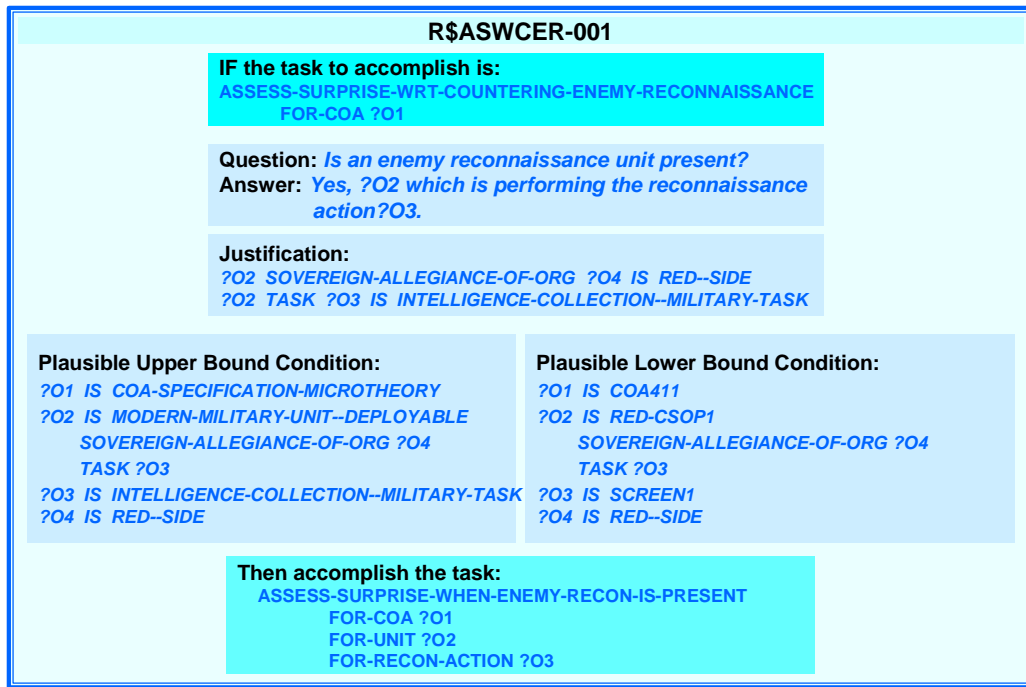 R$ASWCER-001
IF the task to accomplish is:
ASSESS-SURPRISE-WRT-COUNTERING-ENEMY-RECONNAISSANCE
FOR-COA ?O1
Question: Is an enemy reconnaissance unit present?
Answer: Yes, ?O2 which is performing the reconnaissance
action?O3.
Justification:
?O2 SOVEREIGN-ALLEGIANCE-OF-ORG ?O4 IS RED--SIDE
?O2 TASK ?O3 IS INTELLIGENCE-COLLECTION--MILITARY-TASK
Plausible Upper Bound Condition:
?O1 IS COA-SPECIFICATION-MICROTHEORY
?O2 IS MODERN-MILITARY-UNIT--DEPLOYABLE
SOVEREIGN-ALLEGIANCE-OF-ORG ?O4
TASK ?O3
?O3 IS INTELLIGENCE-COLLECTION--MILITARY-TASK
?O4 IS RED--SIDE
Plausible Lower Bound Condition:
?O1 IS COA411
?O2 IS RED-CSOP1
SOVEREIGN-ALLEGIANCE-OF-ORG ?O4
TASK ?O3
?O3 IS SCREEN1
?O4 IS RED--SIDE
Then accomplish the task:
ASSESS-SURPRISE-WHEN-ENEMY-RECON-IS-PRESENT
FOR-COA ?O1
FOR-UNIT ?O2
FOR-RECON-ACTION ?O3